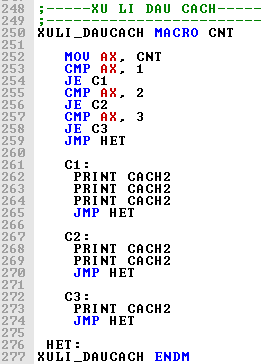 248 ;-----XU LI DAU CACH-----
249 ;------------------------
250 XULI_DAUCACH MACRO CNT
251
252 MOV AX, CNT
253 CMP AX, 1
254 JE C1
255 CMP AX, 2
256 JE C2
257 CMP AX, 3
258 JE C3
259 JMP HET
260
261 C1:
262 PRINT CACH2
263 PRINT CACH2
264 PRINT CACH2
265 JMP HET
266
267 C2:
268 PRINT CACH2
269 PRINT CACH2
270 JMP HET
271
272 C3:
273 PRINT CACH2
274 JMP HET
275
276 HET:
277 XULI_DAUCACH ENDM